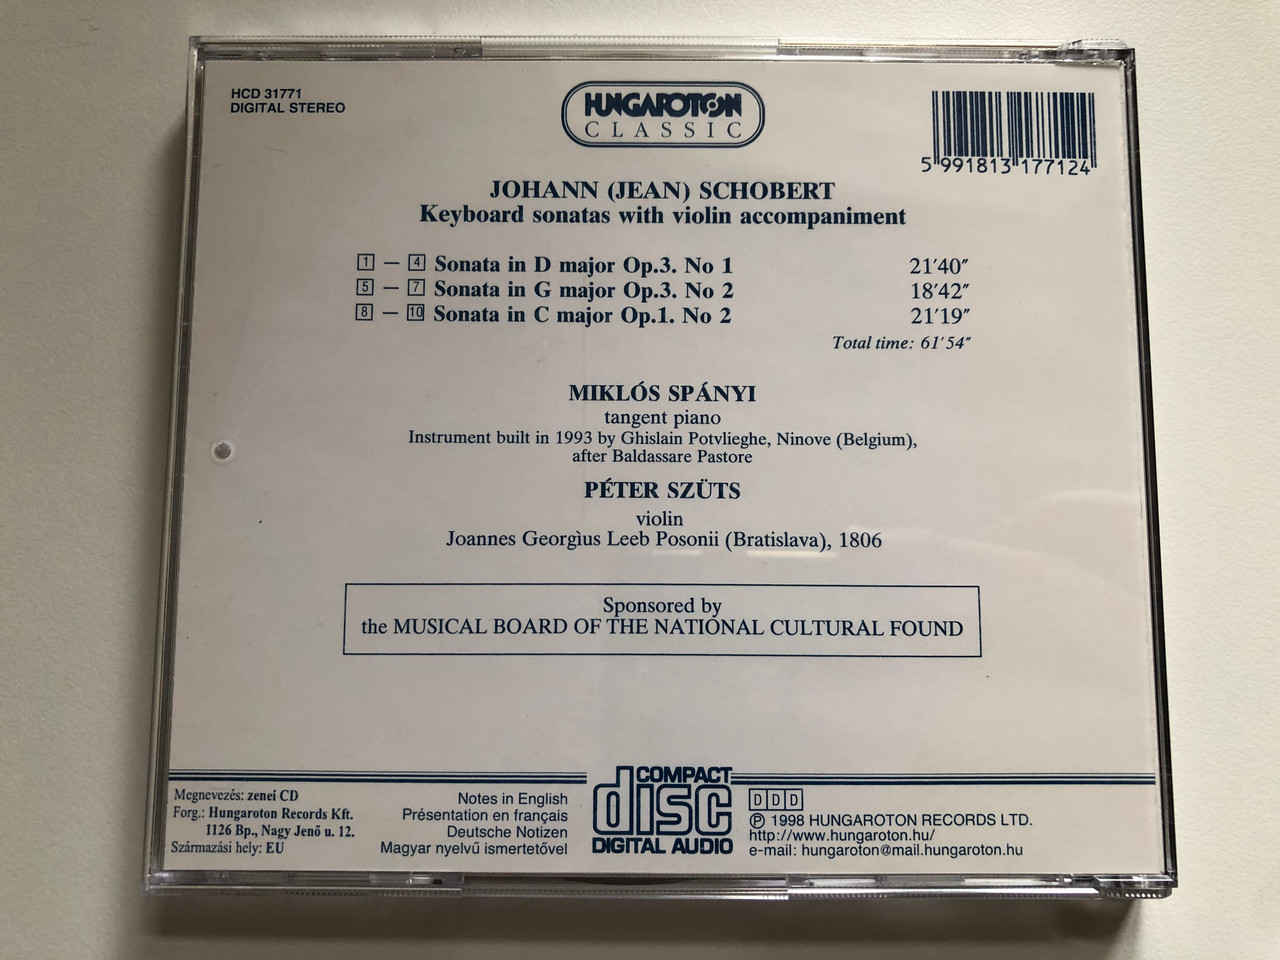 HCD 31771
DIGITAL STEREO
HUNGAROTON
CLASSIC
5 991813 177124
JOHANN (JEAN) SCHOBERT
Keyboard sonatas with violin accompaniment
1 – 4 Sonata in D major Op.3. No 1 21′40″
5 – 7 Sonata in G major Op.3. No 2 18′42″
8 – 10 Sonata in C major Op.1. No 2 21′19″
Total time: 61′54″
MIKLÓS SPÁNYI
tangent piano
Instrument built in 1993 by Ghislain Potvlieghe, Ninove (Belgium),
after Baldassare Pastore
PÉTER SZÜTS
violin
Joannes Georgìus Leeb Posonii (Bratislava), 1806
Sponsored by
the MUSICAL BOARD OF THE NATIONAL CULTURAL FOUND
Megnevezés: zenei CD
Forg.: Hungaroton Records Kft.
1126 Bp., Nagy Jenő u. 12.
Származási hely: EU
Notes in English
Présentation en français
Deutsche Notizen
Magyar nyelvű ismertetővel
COMPACT
disc
DIGITAL AUDIO
DDD
℗ 1998 HUNGAROTON RECORDS LTD.
http://www.hungaroton.hu/
e-mail: hungaroton@mail.hungaroton.hu